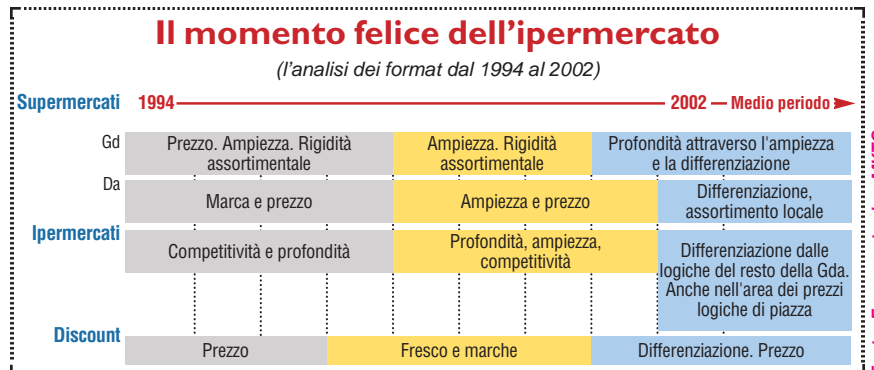 Il momento felice dell'ipermercato
(l'analisi dei format dal 1994 al 2002)
Supermercati 1994 2002 Medio periodo
Gd
Prezzo. Ampiezza. Rigidità
assortimentale
Ampiezza. Rigidità
assortimentale
Profondità attraverso l'ampiezza
e la differenziazione
Da
Marca e prezzo
Ampiezza e prezzo
Differenziazione,
assortimento locale
Ipermercati
Competitività e profondità
Profondità, ampiezza,
competitività
Differenziazione dalle
logiche del resto della Gda.
Anche nell'area dei prezzi
logiche di piazza
Discount
Prezzo
Fresco e marche
Differenziazione. Prezzo